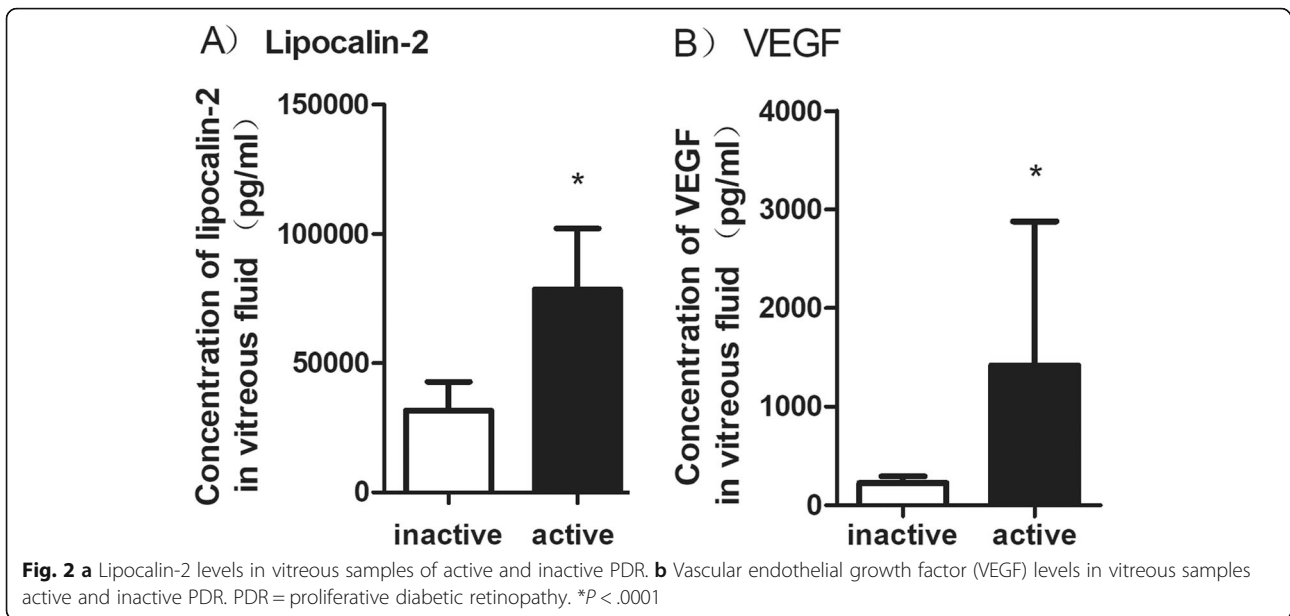 A） Lipocalin-2
Concentration of lipocalin-2
in vitreous fluid （pg/ml）
150000
100000
50000
0
*
inactive
active
B） VEGF
Concentration of VEGF
in vitreous fluid （pg/ml）
4000
3000
2000
1000
0
*
inactive
active
Fig. 2 a Lipocalin-2 levels in vitreous samples of active and inactive PDR. b Vascular endothelial growth factor (VEGF) levels in vitreous samples
active and inactive PDR. PDR = proliferative diabetic retinopathy. *P < .0001